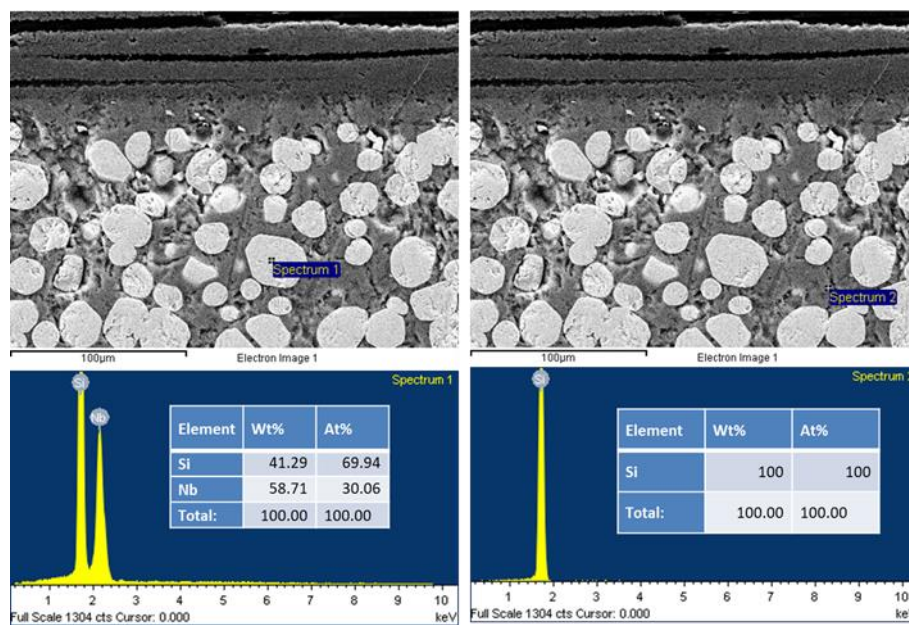 Spectrum 1
100µm Electron Image 1
Spectrum 1
Si
Nb
Element Wt% At%
Si 41.29 69.94
Nb 58.71 30.06
Total: 100.00 100.00
1 2 3 4 5 6 7 8 9 10
Full Scale 1304 cts Cursor: 0.000 keV
Spectrum 2
100µm Electron Image 1
Spectrum
Si
Element Wt% At%
Si 100 100
Total: 100.00 100.00
1 2 3 4 5 6 7 8 9 10
Full Scale 1304 cts Cursor: 0.000